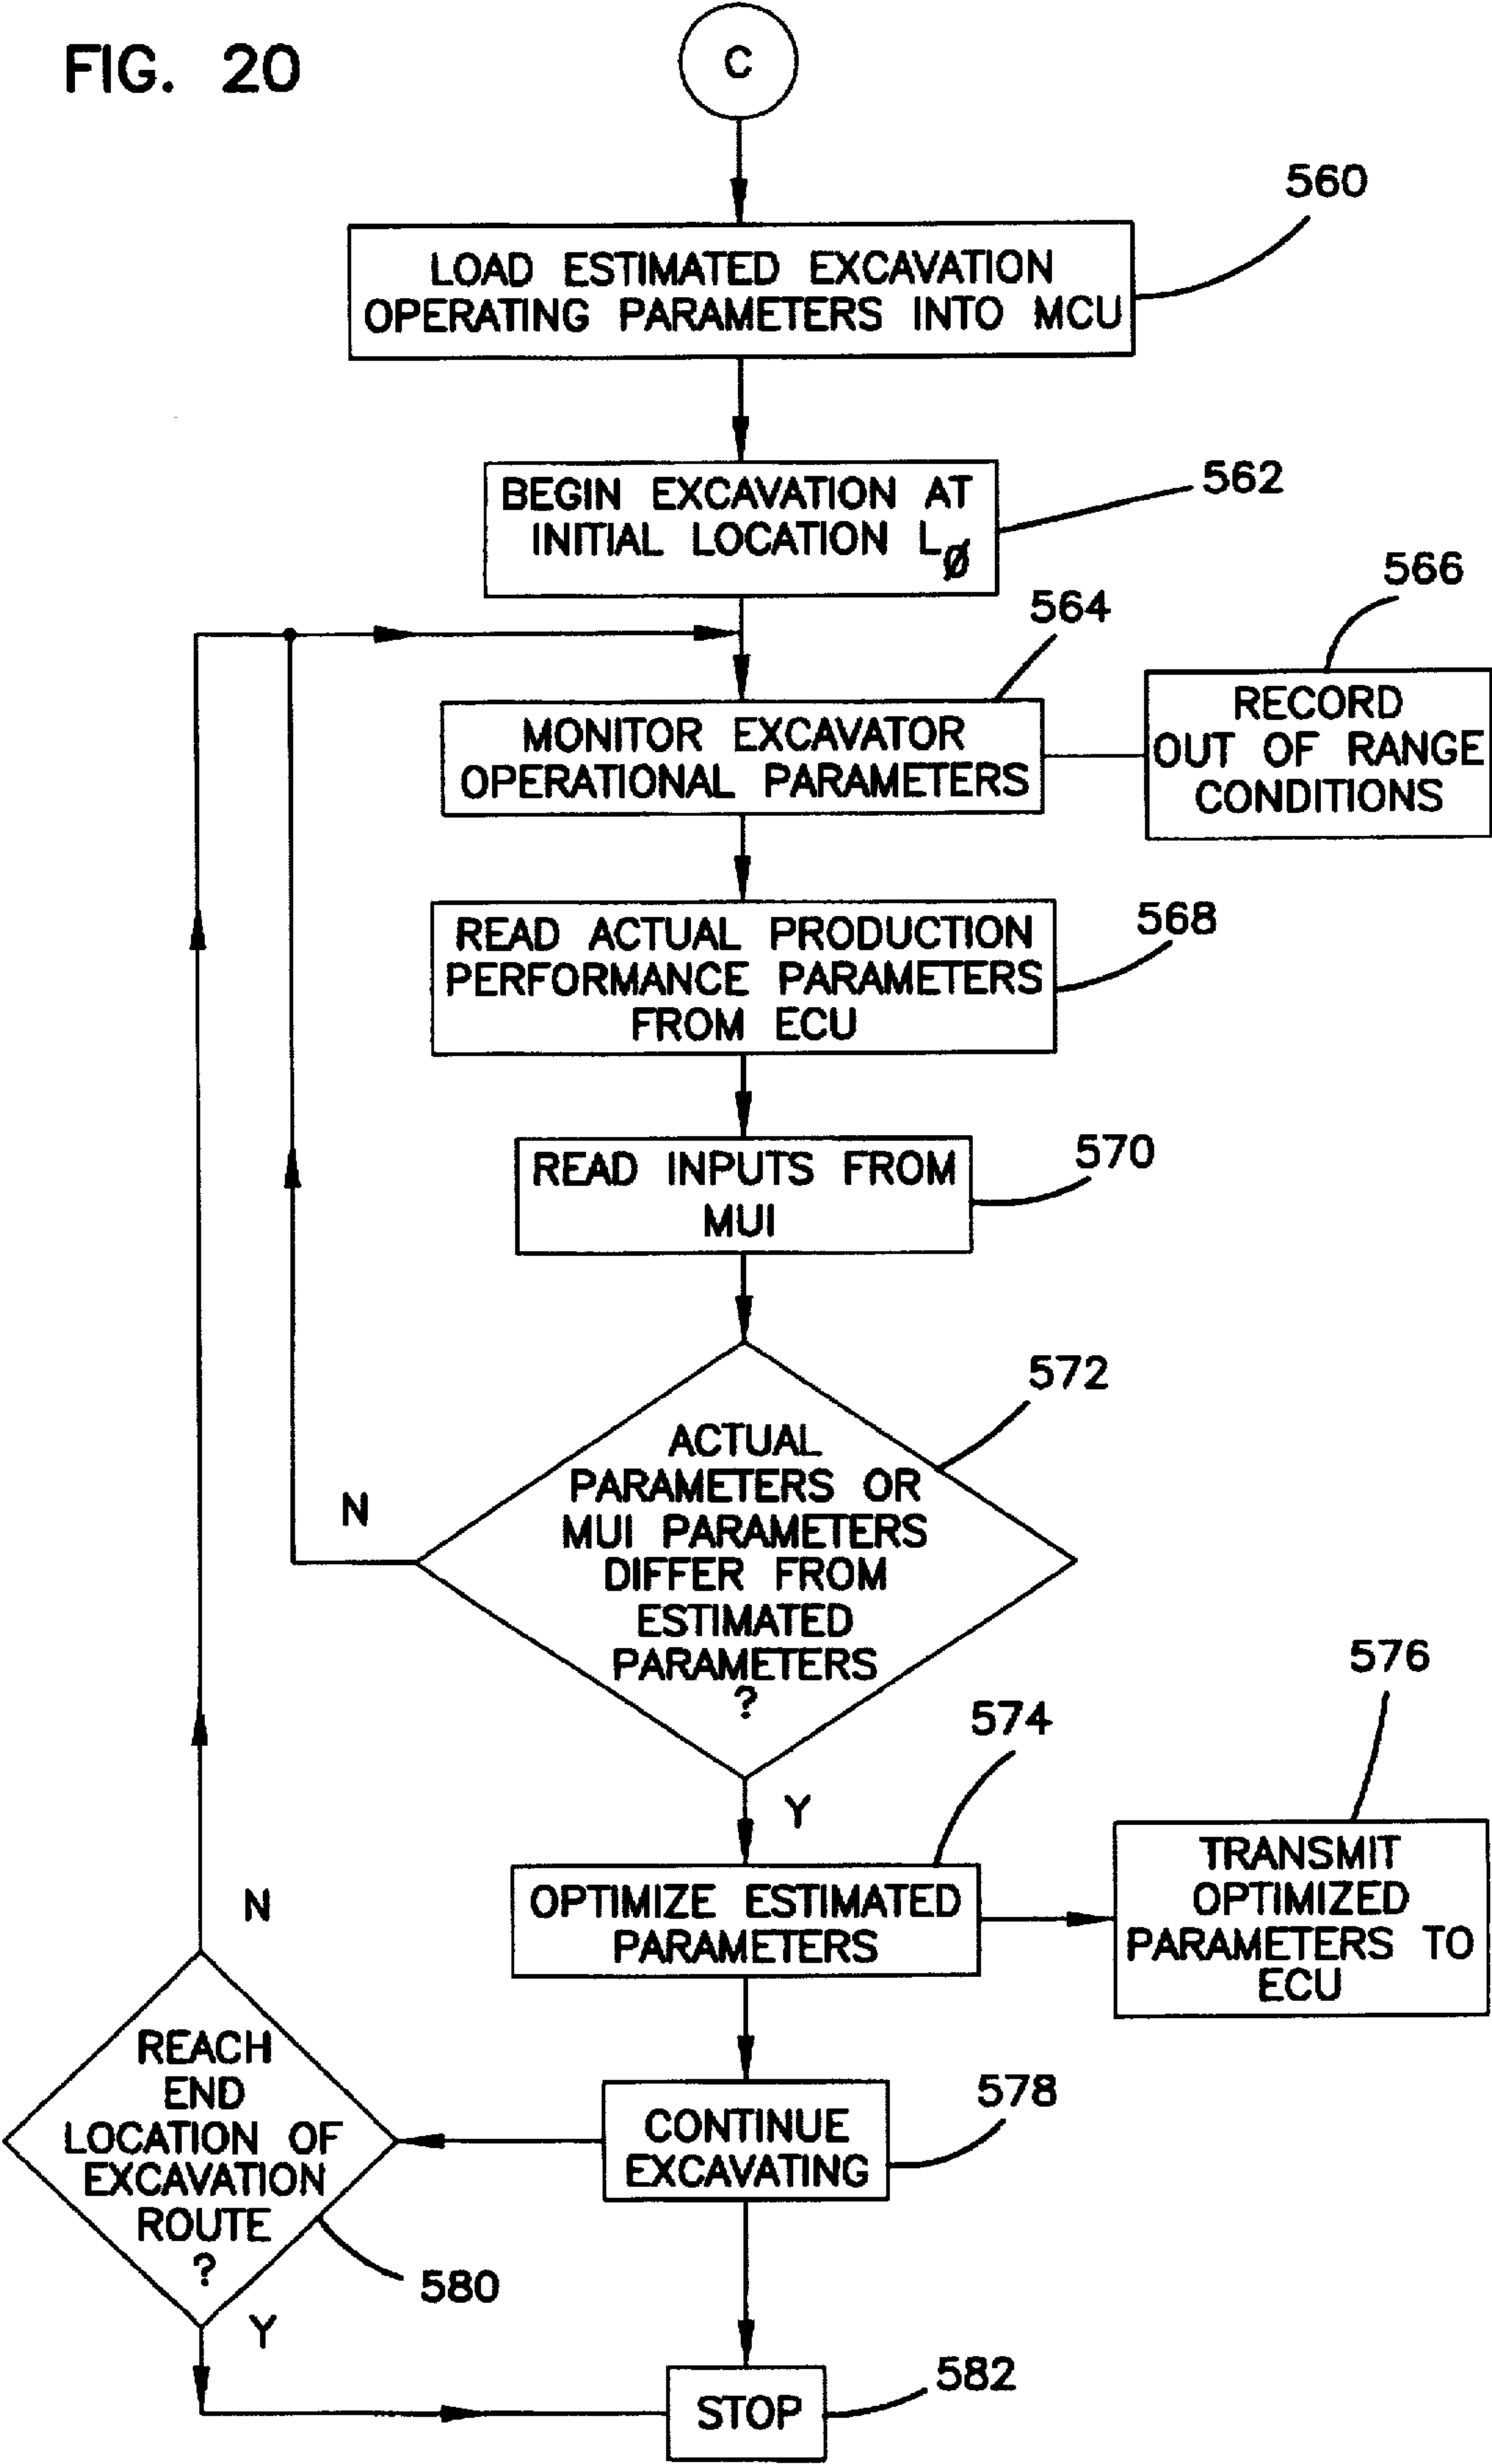 FIG. 20
C
560
LOAD ESTIMATED EXCAVATION
OPERATING PARAMETERS INTO MCU
BEGIN EXCAVATION AT
INITIAL LOCATION LØ
562
564
566
MONITOR EXCAVATOR
OPERATIONAL PARAMETERS
RECORD
OUT OF RANGE
CONDITIONS
READ ACTUAL PRODUCTION
PERFORMANCE PARAMETERS
FROM ECU
568
READ INPUTS FROM
MUI
570
572
ACTUAL
PARAMETERS OR
MUI PARAMETERS
DIFFER FROM
ESTIMATED
PARAMETERS
?
N
Y
574
576
OPTIMIZE ESTIMATED
PARAMETERS
TRANSMIT
OPTIMIZED
PARAMETERS TO
ECU
N
REACH
END
LOCATION OF
EXCAVATION
ROUTE
?
CONTINUE
EXCAVATING
578
580
Y
STOP
582